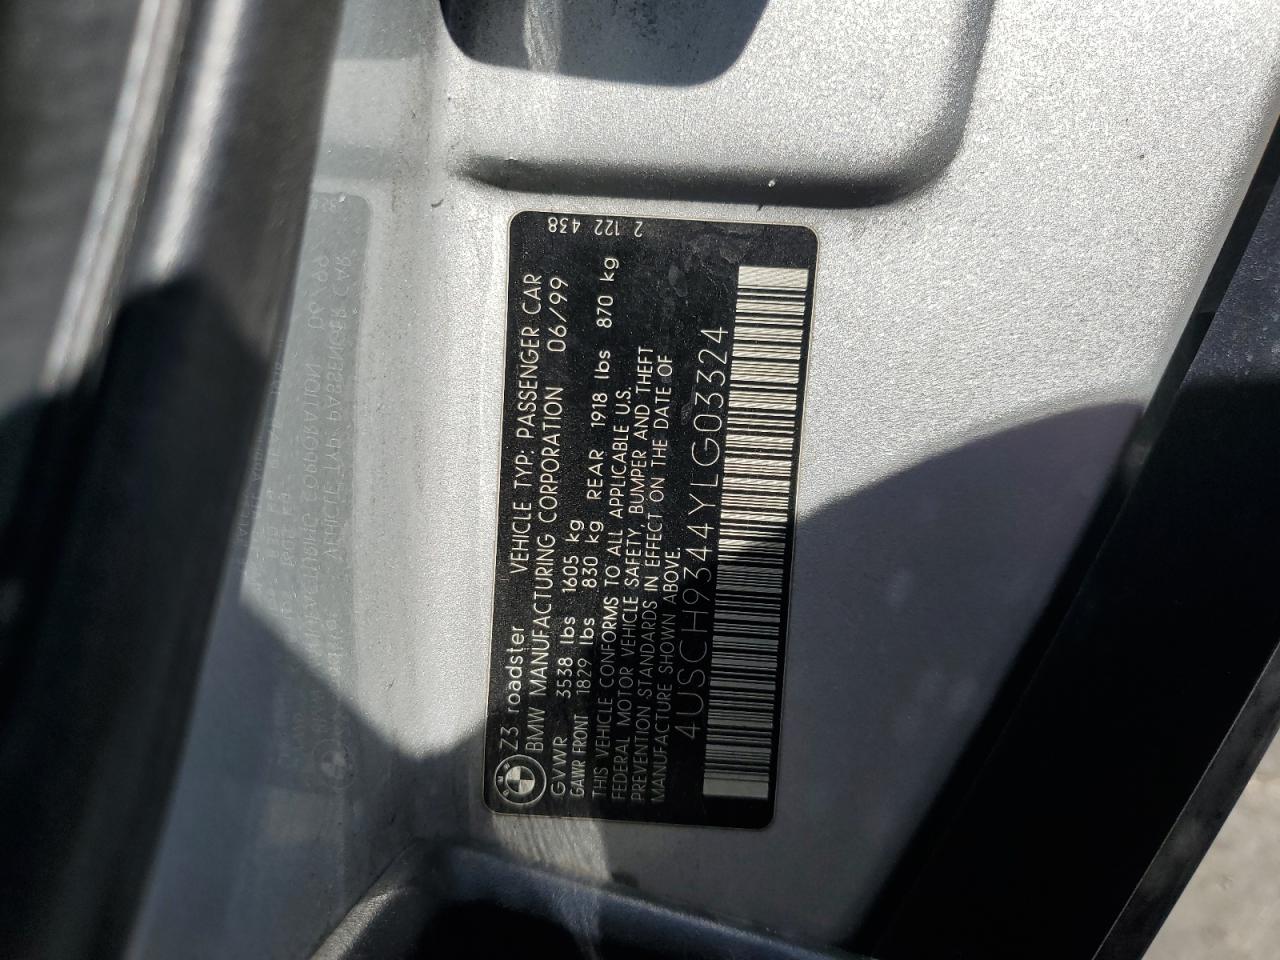 Z3 roadster VEHICLE TYP: PASSENGER CAR
BMW MANUFACTURING CORPORATION 06/99
GVWR 3538 lbs 1605 kg
GAWR FRONT 1829 lbs 830 kg REAR 1918 lbs 870 kg
THIS VEHICLE CONFORMS TO ALL APPLICABLE U.S.
FEDERAL MOTOR VEHICLE SAFETY, BUMPER AND THEFT
PREVENTION STANDARDS IN EFFECT ON THE DATE OF
MANUFACTURE SHOWN ABOVE.
4USCH9344YLG03324
2 122 438